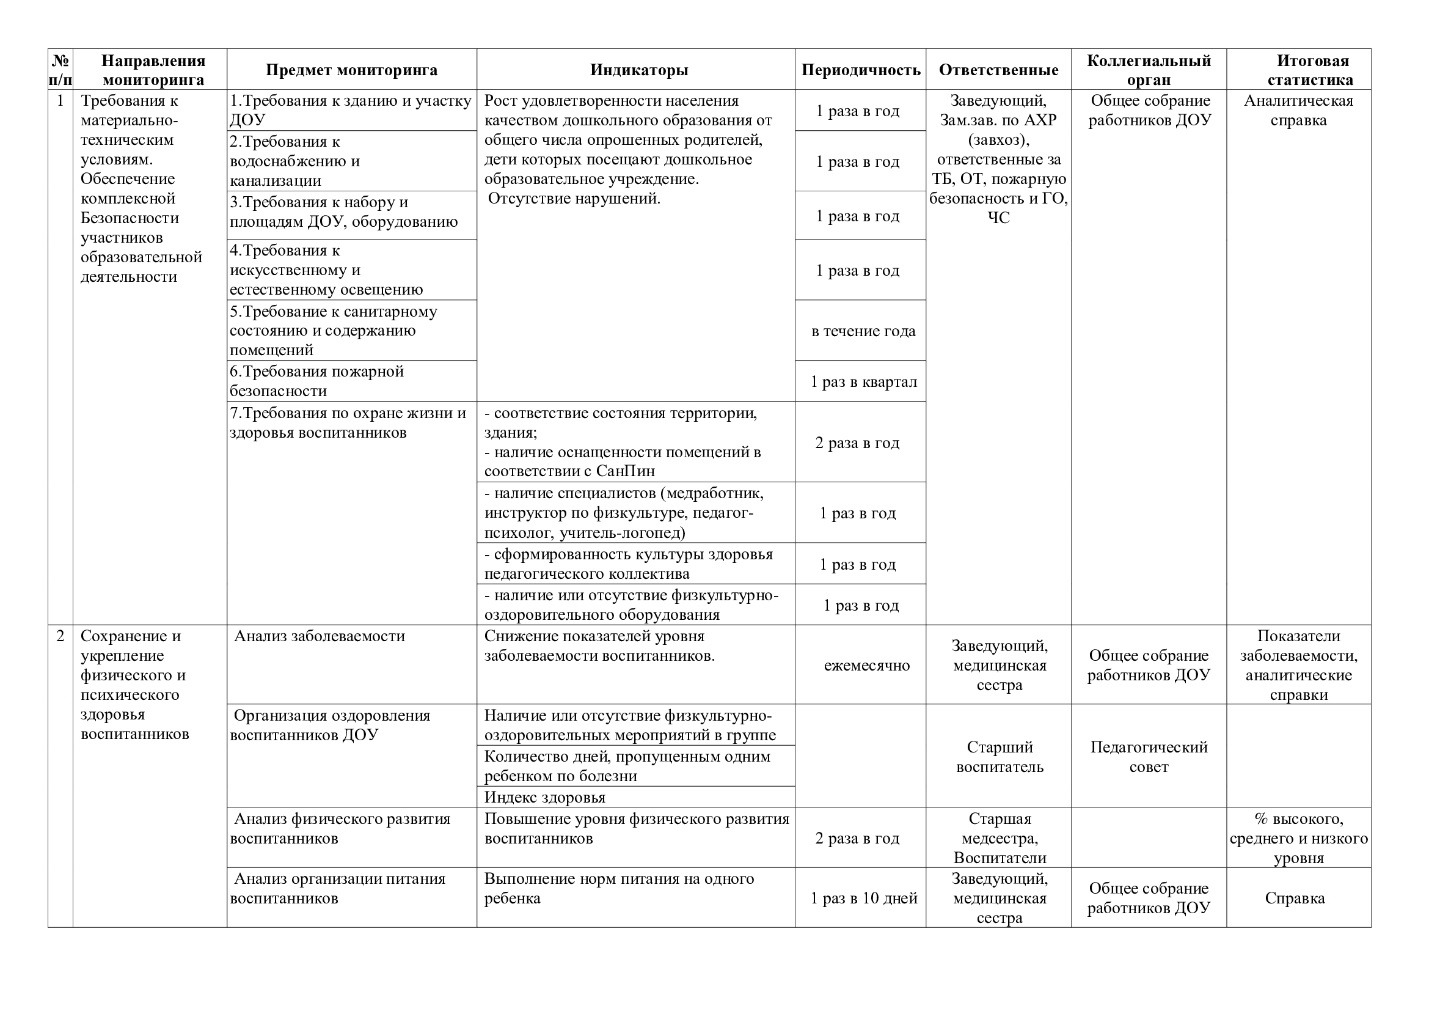 №
п/п
Направления
мониторинга
Предмет мониторинга
Индикаторы
Периодичность
Ответственные
Коллегиальный
орган
Итоговая
статистика
1
Требования к
материально-
техническим
условиям.
Обеспечение
комплексной
Безопасности
участников
образовательной
деятельности
1.Требования к зданию и участку
ДОУ
Рост удовлетворенности населения
качеством дошкольного образования от
общего числа опрошенных родителей,
дети которых посещают дошкольное
образовательное учреждение.
Отсутствие нарушений.
1 раза в год
Заведующий,
Зам.зав. по АХР
(завхоз),
ответственные за
ТБ, ОТ, пожарную
безопасность и ГО,
ЧС
Общее собрание
работников ДОУ
Аналитическая
справка
2.Требования к
водоснабжению и
канализации
1 раза в год
3.Требования к набору и
площадям ДОУ, оборудованию
1 раза в год
4.Требования к
искусственному и
естественному освещению
1 раза в год
5.Требование к санитарному
состоянию и содержанию
помещений
в течение года
6.Требования пожарной
безопасности
1 раз в квартал
7.Требования по охране жизни и
здоровья воспитанников
- соответствие состояния территории,
здания;
- наличие оснащенности помещений в
соответствии с СанПин
2 раза в год
- наличие специалистов (медработник,
инструктор по физкультуре, педагог-
психолог, учитель-логопед)
1 раз в год
- сформированность культуры здоровья
педагогического коллектива
1 раз в год
- наличие или отсутствие физкультурно-
оздоровительного оборудования
1 раз в год
2
Сохранение и
укрепление
физического и
психического
здоровья
воспитанников
Анализ заболеваемости
Снижение показателей уровня
заболеваемости воспитанников.
ежемесячно
Заведующий,
медицинская
сестра
Общее собрание
работников ДОУ
Показатели
заболеваемости,
аналитические
справки
Организация оздоровления
воспитанников ДОУ
Наличие или отсутствие физкультурно-
оздоровительных мероприятий в группе
Количество дней, пропущенным одним
ребенком по болезни
Индекс здоровья
Старший
воспитатель
Педагогический
совет
Анализ физического развития
воспитанников
Повышение уровня физического развития
воспитанников
2 раза в год
Старшая
медсестра,
Воспитатели
% высокого,
среднего и низкого
уровня
Анализ организации питания
воспитанников
Выполнение норм питания на одного
ребенка
1 раз в 10 дней
Заведующий,
медицинская
сестра
Общее собрание
работников ДОУ
Справка